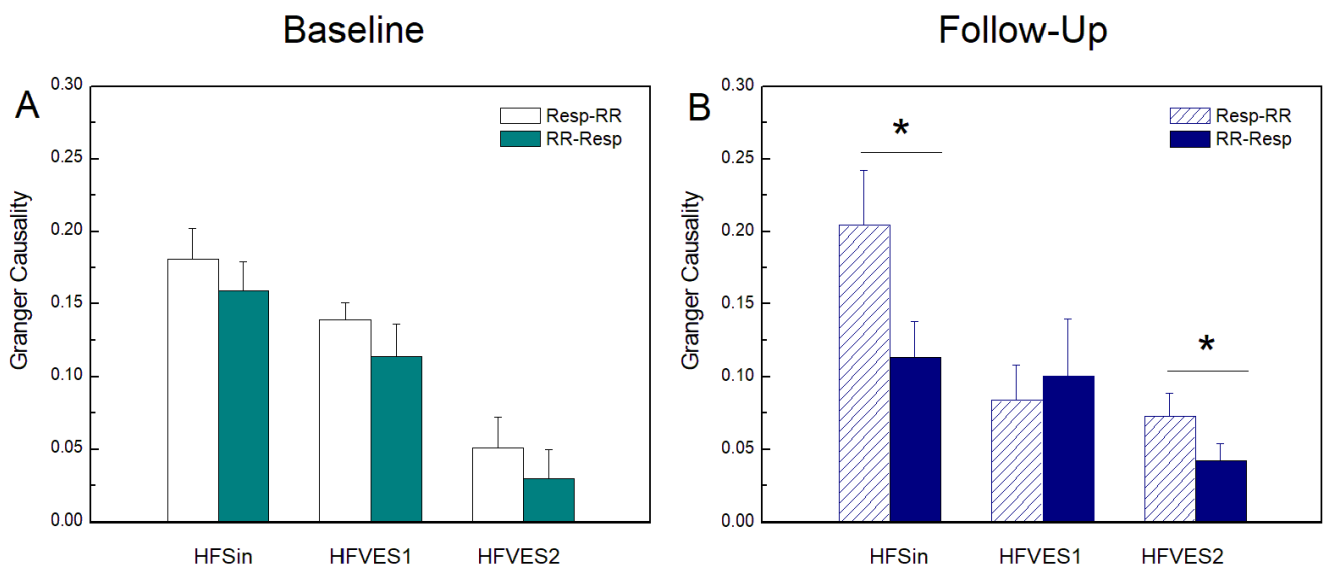 Baseline
A
Granger Causality
0.30
0.25
0.20
0.15
0.10
0.05
0.00
Resp-RR
RR-Resp
HFSin HFVES1 HFVES2
Follow-Up
B
Granger Causality
0.30
0.25
0.20
0.15
0.10
0.05
0.00
Resp-RR
RR-Resp
*
*
HFSin HFVES1 HFVES2